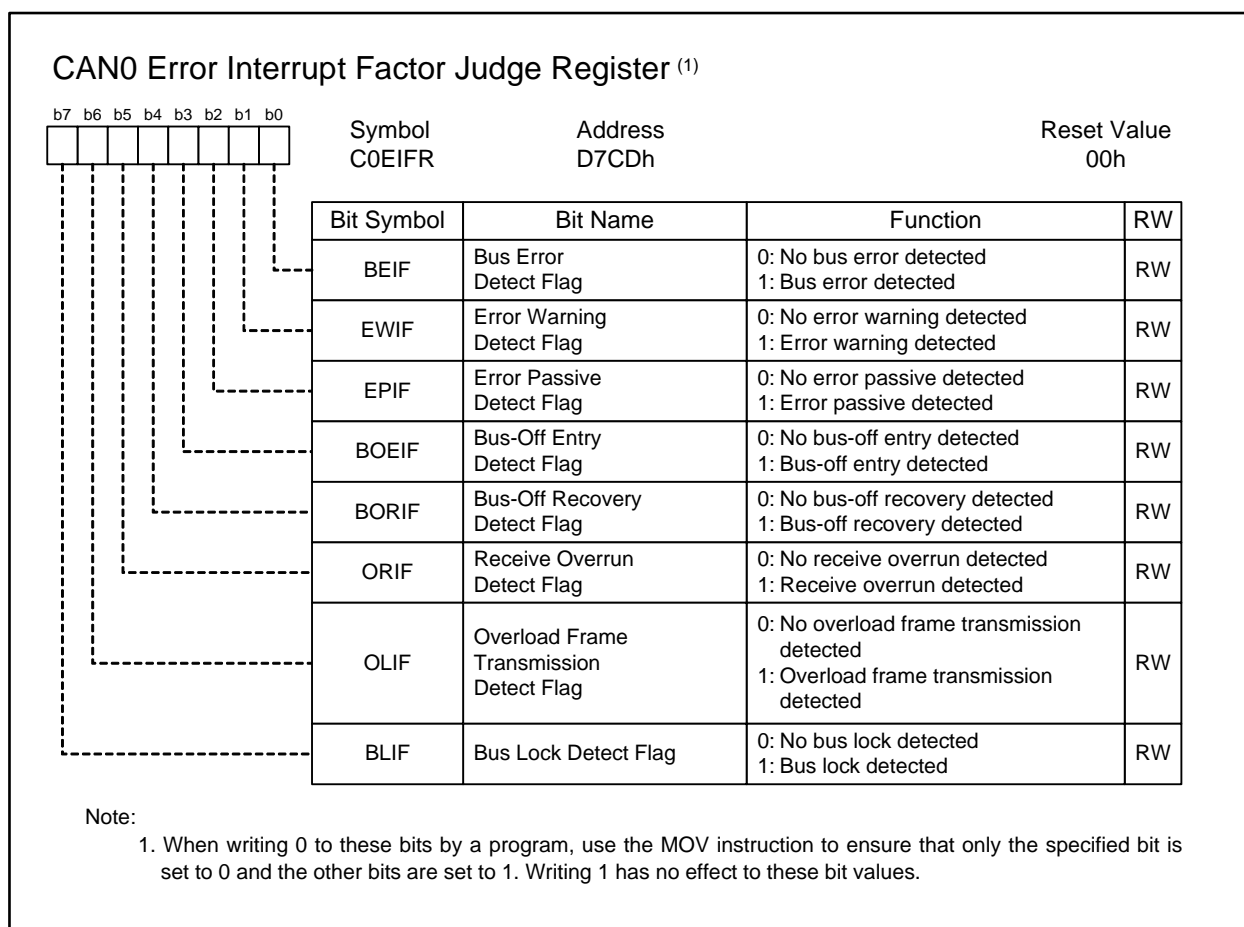 CAN0 Error Interrupt Factor Judge Register (1)
b7 b6 b5 b4 b3 b2 b1 b0
Symbol Address Reset Value
C0EIFR D7CDh 00h
Bit Symbol Bit Name Function RW
BEIF Bus Error Detect Flag 0: No bus error detected RW
1: Bus error detected
EWIF Error Warning Detect Flag 0: No error warning detected RW
1: Error warning detected
EPIF Error Passive Detect Flag 0: No error passive detected RW
1: Error passive detected
BOEIF Bus-Off Entry Detect Flag 0: No bus-off entry detected RW
1: Bus-off entry detected
BORIF Bus-Off Recovery Detect Flag 0: No bus-off recovery detected RW
1: Bus-off recovery detected
ORIF Receive Overrun Detect Flag 0: No receive overrun detected RW
1: Receive overrun detected
OLIF Overload Frame Transmission Detect Flag 0: No overload frame transmission detected RW
1: Overload frame transmission detected
BLIF Bus Lock Detect Flag 0: No bus lock detected RW
1: Bus lock detected
Note:
1. When writing 0 to these bits by a program, use the MOV instruction to ensure that only the specified bit is
set to 0 and the other bits are set to 1. Writing 1 has no effect to these bit values.